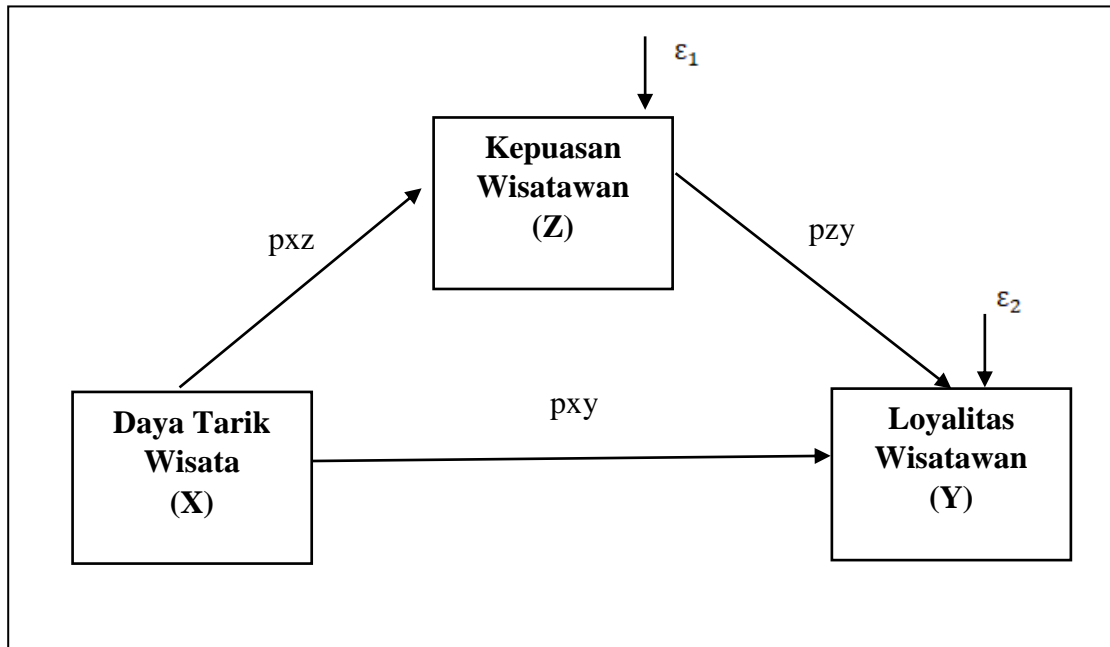 ε₁
Kepuasan
Wisatawan
(Z)
pxz
pzy
ε₂
pxy
Daya Tarik
Wisata
(X)
Loyalitas
Wisatawan
(Y)